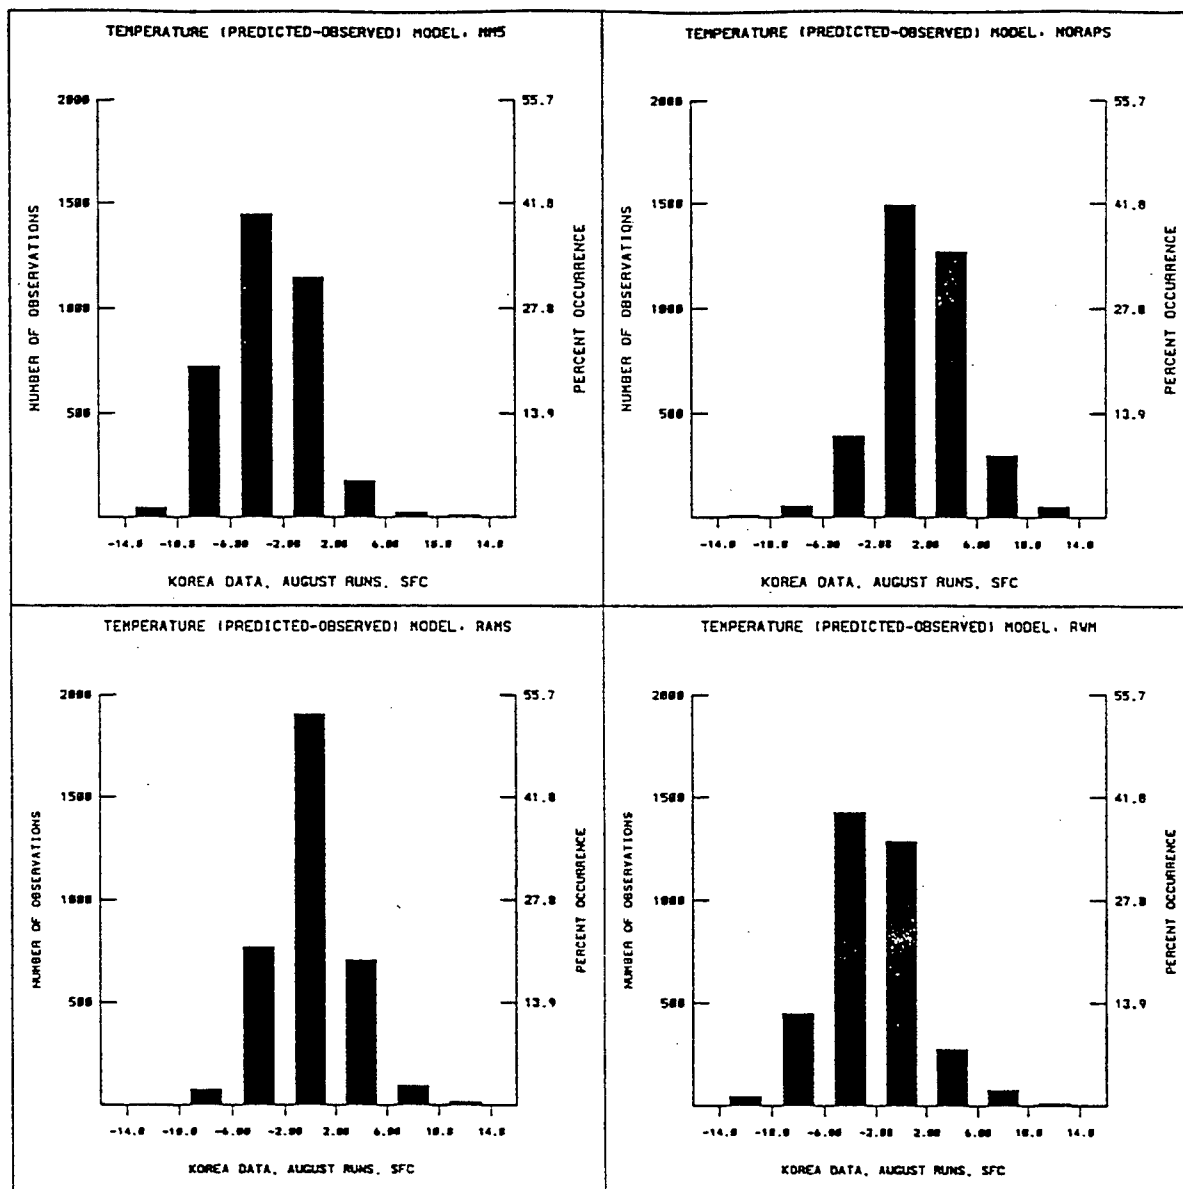 TEMPERATURE (PREDICTED-OBSERVED) MODEL. MM5
2000
1500
1000
500
NUMBER OF OBSERVATIONS
55.7
41.8
27.8
13.9
PERCENT OCCURRENCE
-14.0 -10.0 -6.00 -2.00 2.00 6.00 10.0 14.0
KOREA DATA, AUGUST RUNS, SFC
TEMPERATURE (PREDICTED-OBSERVED) MODEL. NORAPS
2000
1500
1000
500
NUMBER OF OBSERVATIONS
55.7
41.8
27.8
13.9
PERCENT OCCURRENCE
-14.0 -10.0 -6.00 -2.00 2.00 6.00 10.0 14.0
KOREA DATA, AUGUST RUNS, SFC
TEMPERATURE (PREDICTED-OBSERVED) MODEL. RAMS
2000
1500
1000
500
NUMBER OF OBSERVATIONS
55.7
41.8
27.8
13.9
PERCENT OCCURRENCE
-14.0 -10.0 -6.00 -2.00 2.00 6.00 10.0 14.0
KOREA DATA, AUGUST RUNS, SFC
TEMPERATURE (PREDICTED-OBSERVED) MODEL. RWM
2000
1500
1000
500
NUMBER OF OBSERVATIONS
55.7
41.8
27.8
13.9
PERCENT OCCURRENCE
-14.0 -10.0 -6.00 -2.00 2.00 6.00 10.0 14.0
KOREA DATA, AUGUST RUNS, SFC